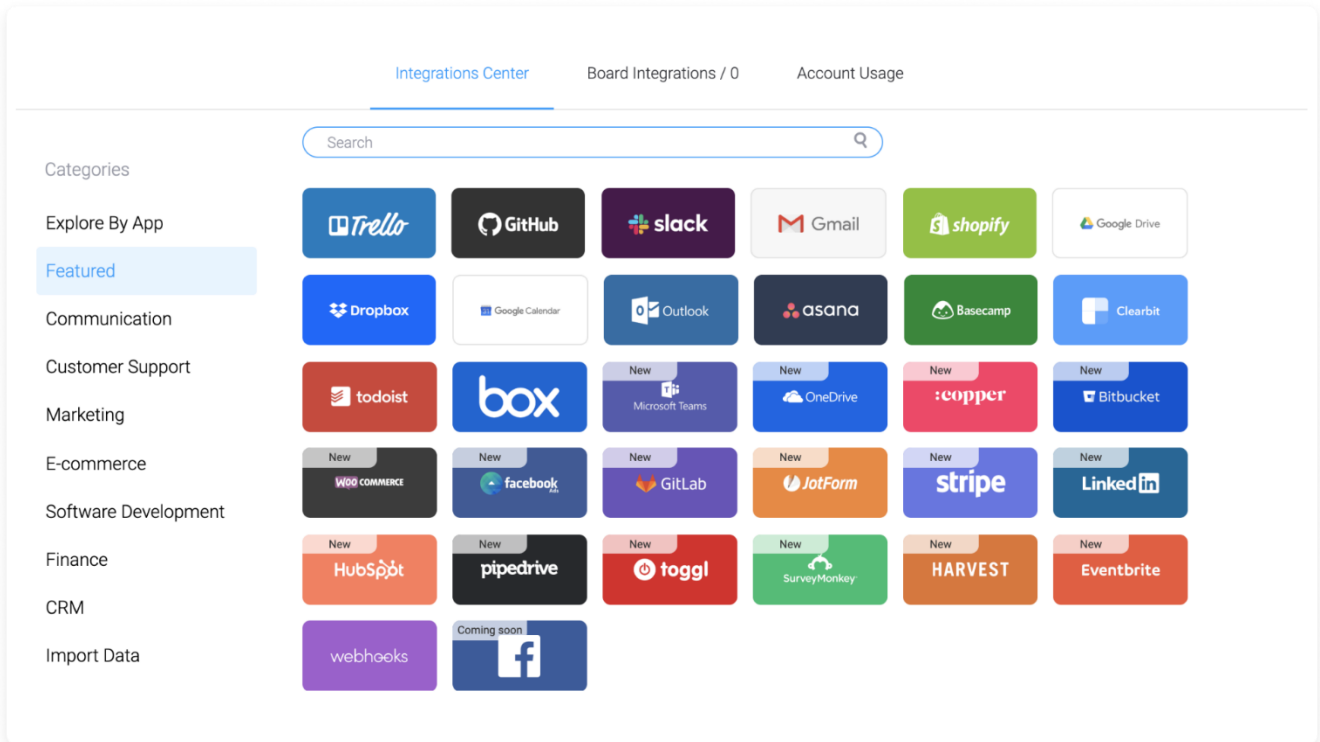 Integrations Center
Board Integrations / 0
Account Usage
Search
Categories
Explore By App
Featured
Communication
Customer Support
Marketing
E-commerce
Software Development
Finance
CRM
Import Data
Trello
GitHub
slack
Gmail
shopify
Google Drive
Dropbox
Google Calendar
Outlook
asana
Basecamp
Clearbit
todoist
box
New
Microsoft Teams
New
OneDrive
New
:copper
New
Bitbucket
New
WOO COMMERCE
New
facebook
Ads
New
GitLab
New
JotForm
New
stripe
New
Linked in
New
HubSpot
New
pipedrive
New
toggl
New
SurveyMonkey
New
HARVEST
New
Eventbrite
webhooks
Coming soon
f